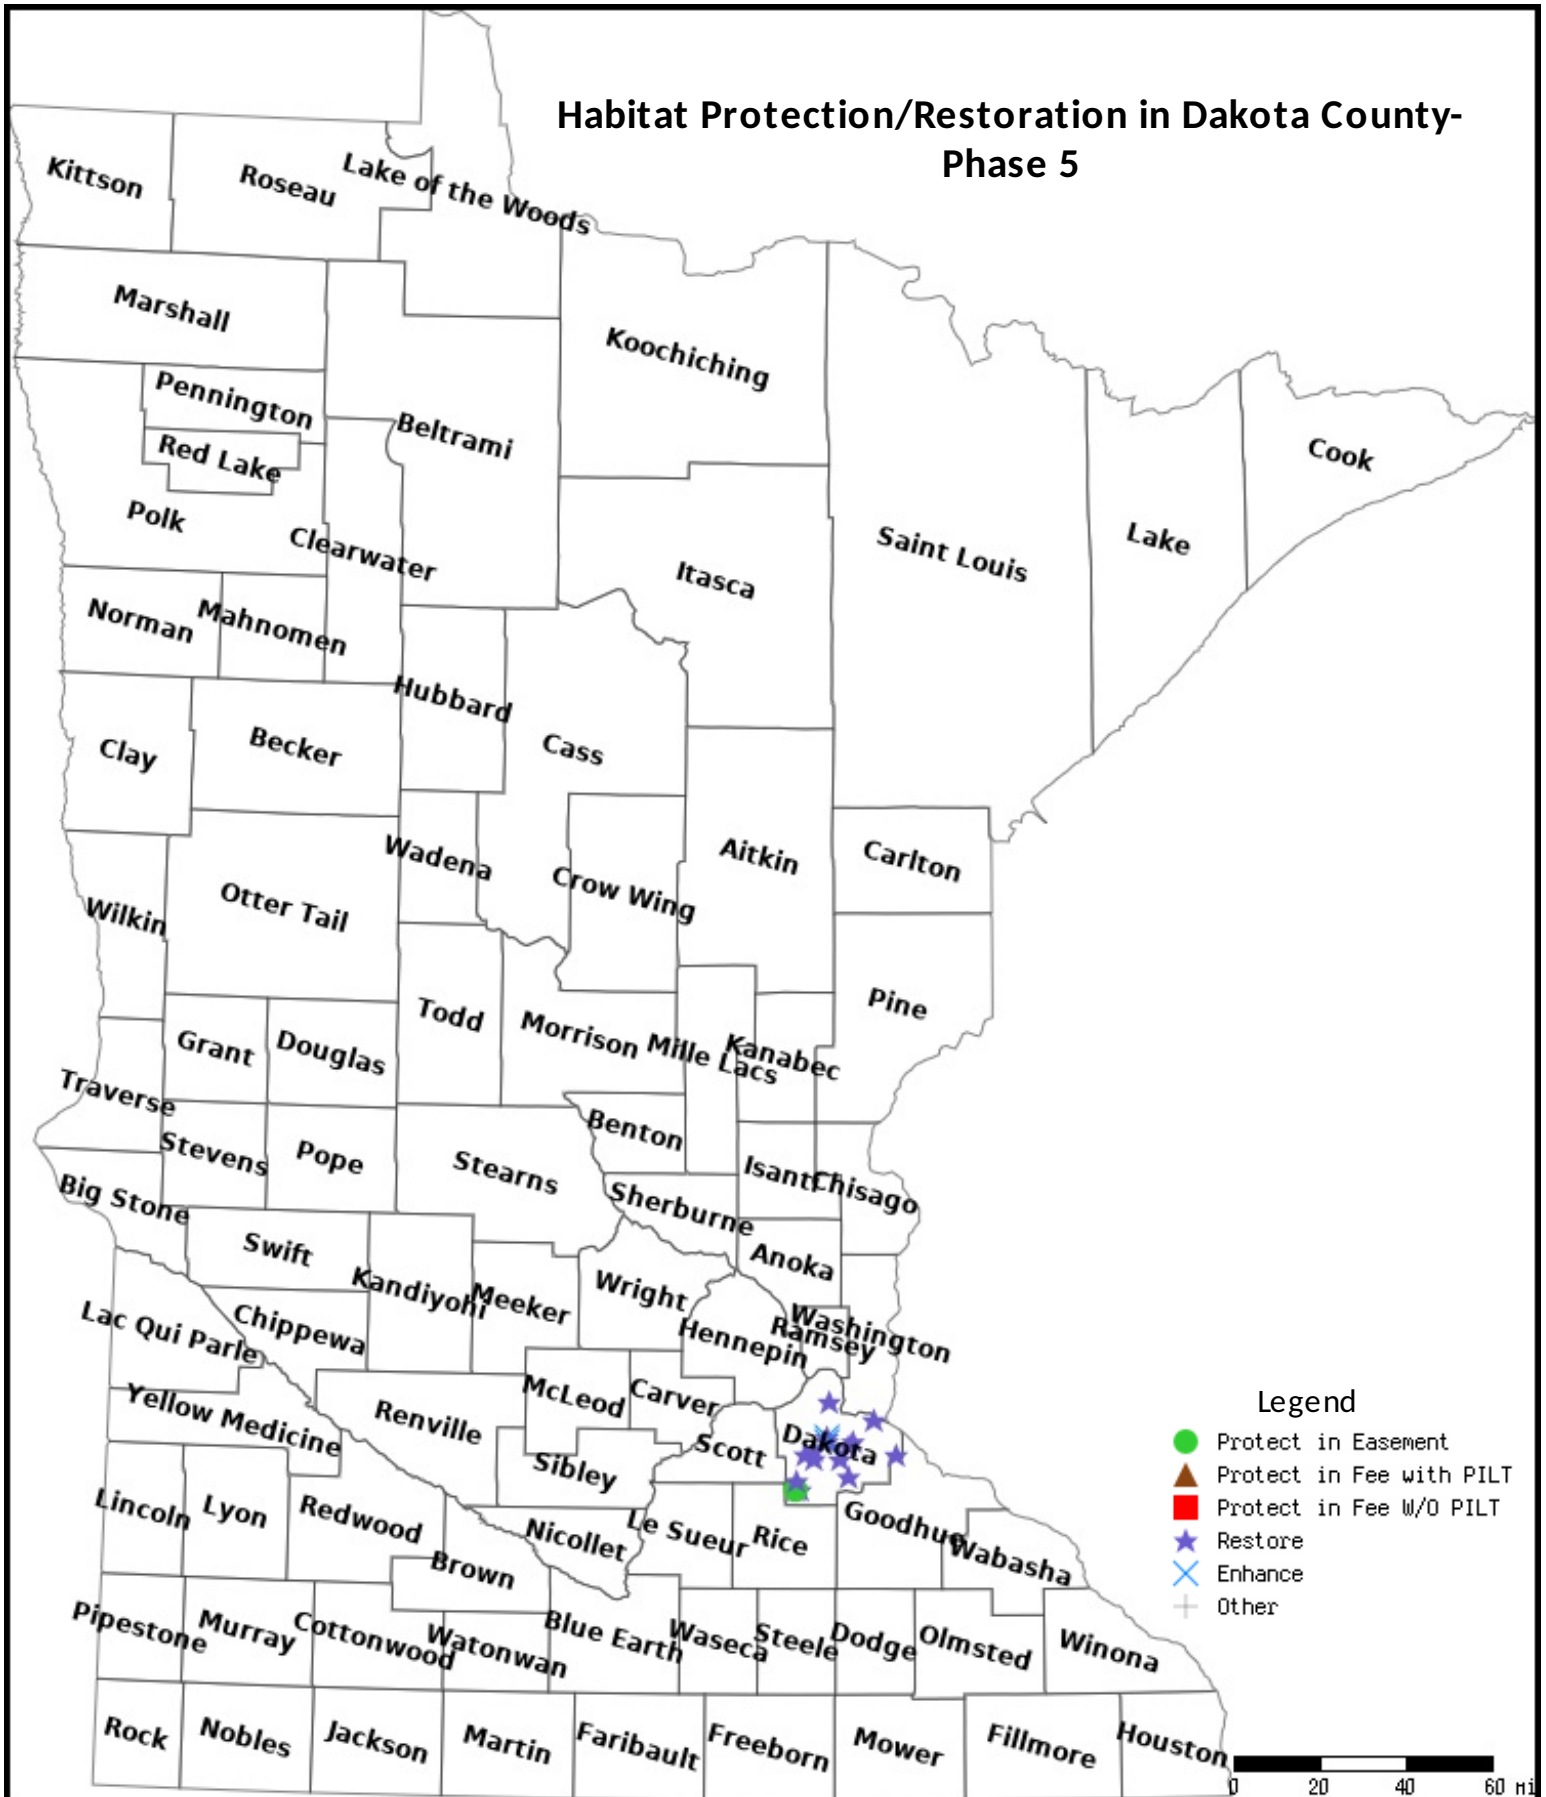 Habitat Protection/Restoration in Dakota County-
Phase 5
Kittson
Roseau
Lake of the Woods
Marshall
Koochiching
Pennington
Beltrami
Red Lake
Cook
Polk
Clearwater
Saint Louis
Lake
Itasca
Norman
Mahnomen
Hubbard
Clay
Becker
Cass
Wadena
Aitkin
Carlton
Crow Wing
Otter Tail
Wilkin
Todd
Morrison
Mille Lacs
Kanabec
Pine
Grant
Douglas
Traverse
Benton
Stevens
Pope
Stearns
Isanti
Chisago
Big Stone
Sherburne
Swift
Anoka
Kandiyohi
Meeker
Wright
Washington
Ramsey
Hennepin
Lac Qui Parle
Chippewa
McLeod
Carver
Yellow Medicine
Renville
Scott
Dakota
Sibley
Legend
Protect in Easement
Protect in Fee with PILT
Protect in Fee W/O PILT
Restore
Enhance
Other
Lincoln
Lyon
Redwood
Nicollet
Le Sueur
Rice
Goodhue
Wabasha
Brown
Pipestone
Murray
Cottonwood
Watonwan
Blue Earth
Waseca
Steele
Dodge
Olmsted
Winona
Rock
Nobles
Jackson
Martin
Faribault
Freeborn
Mower
Fillmore
Houston
0 20 40 60 mi